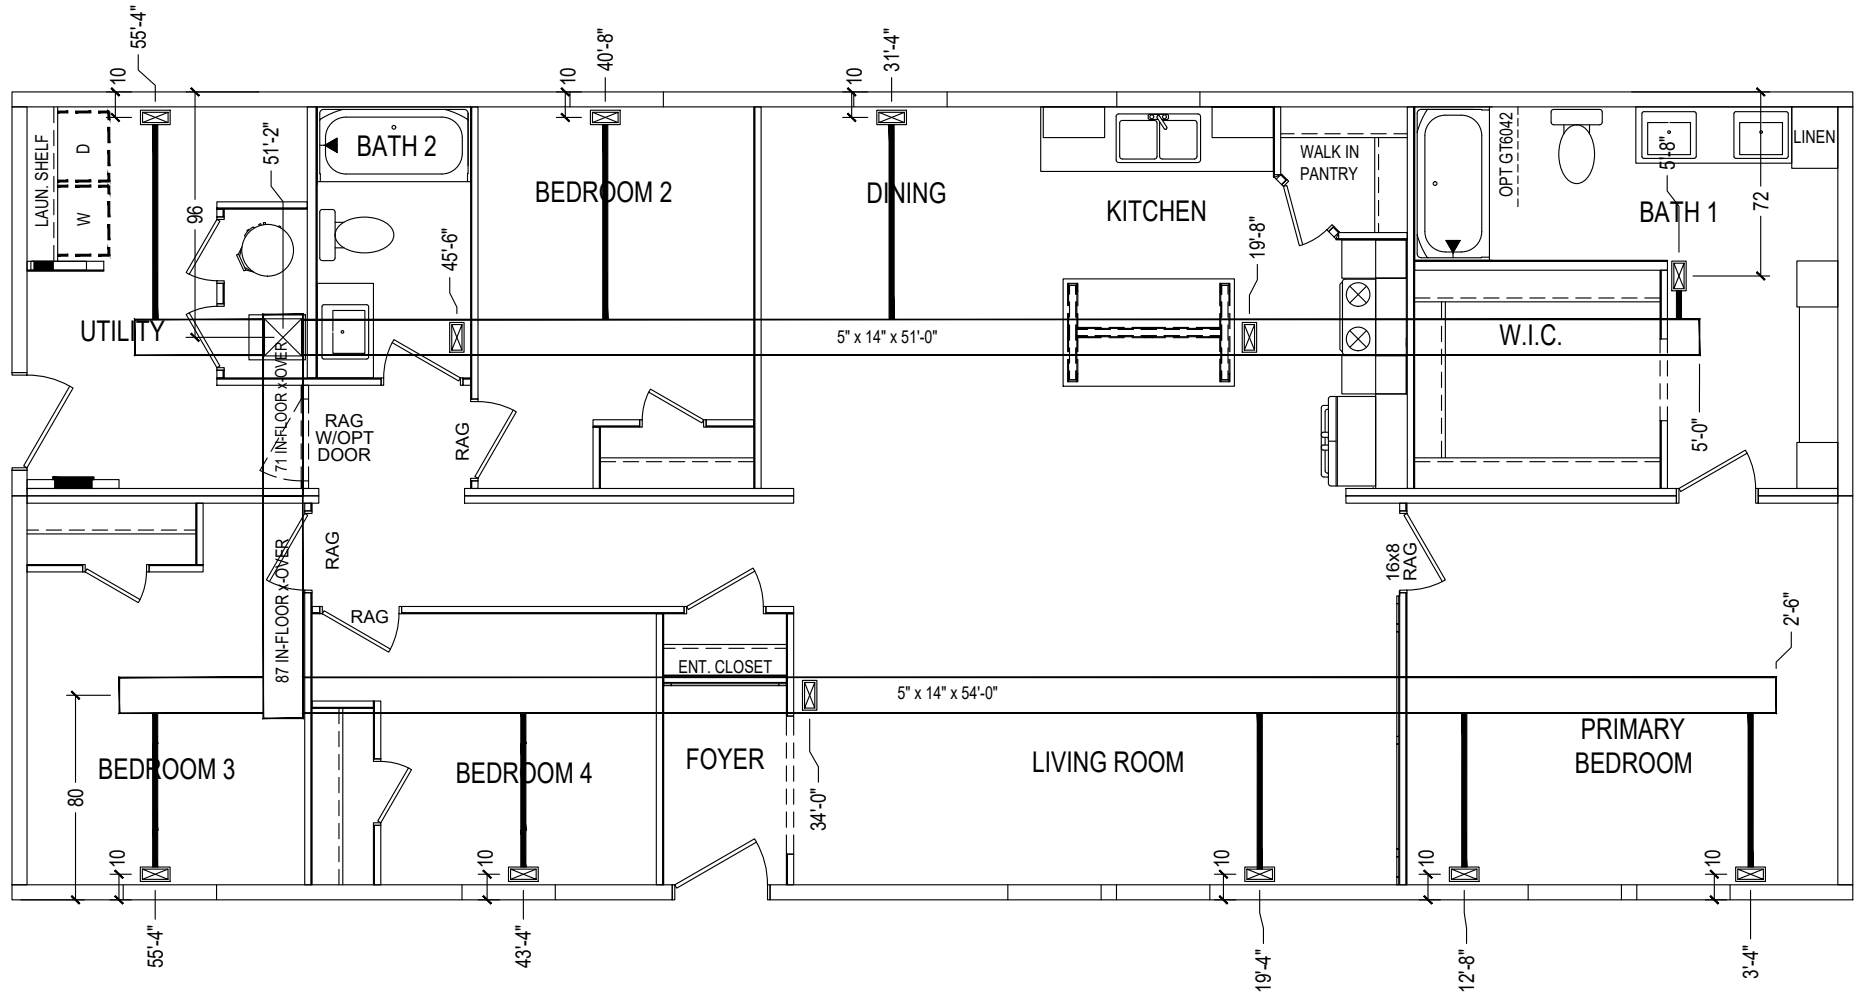 55'-4"
40'-8"
31'-4"
10
10
10
LAUN. SHELF
D
W
96
51'-2"
BATH 2
45'-6"
BEDROOM 2
DINING
KITCHEN
19'-8"
WALK IN
PANTRY
OPT GT6042
5'-8"
LINEN
BATH 1
72
UTILITY
5" x 14" x 51'-0"
W.I.C.
71 IN-FLOOR x-OVER
RAG
W/OPT
DOOR
RAG
5'-0"
87 IN-FLOOR x-OVER
RAG
RAG
16x8
RAG
2'-6"
ENT. CLOSET
5" x 14" x 54'-0"
BEDROOM 3
BEDROOM 4
FOYER
LIVING ROOM
PRIMARY
BEDROOM
80
34'-0"
10
10
10
10
10
55'-4"
43'-4"
19'-4"
12'-8"
3'-4"